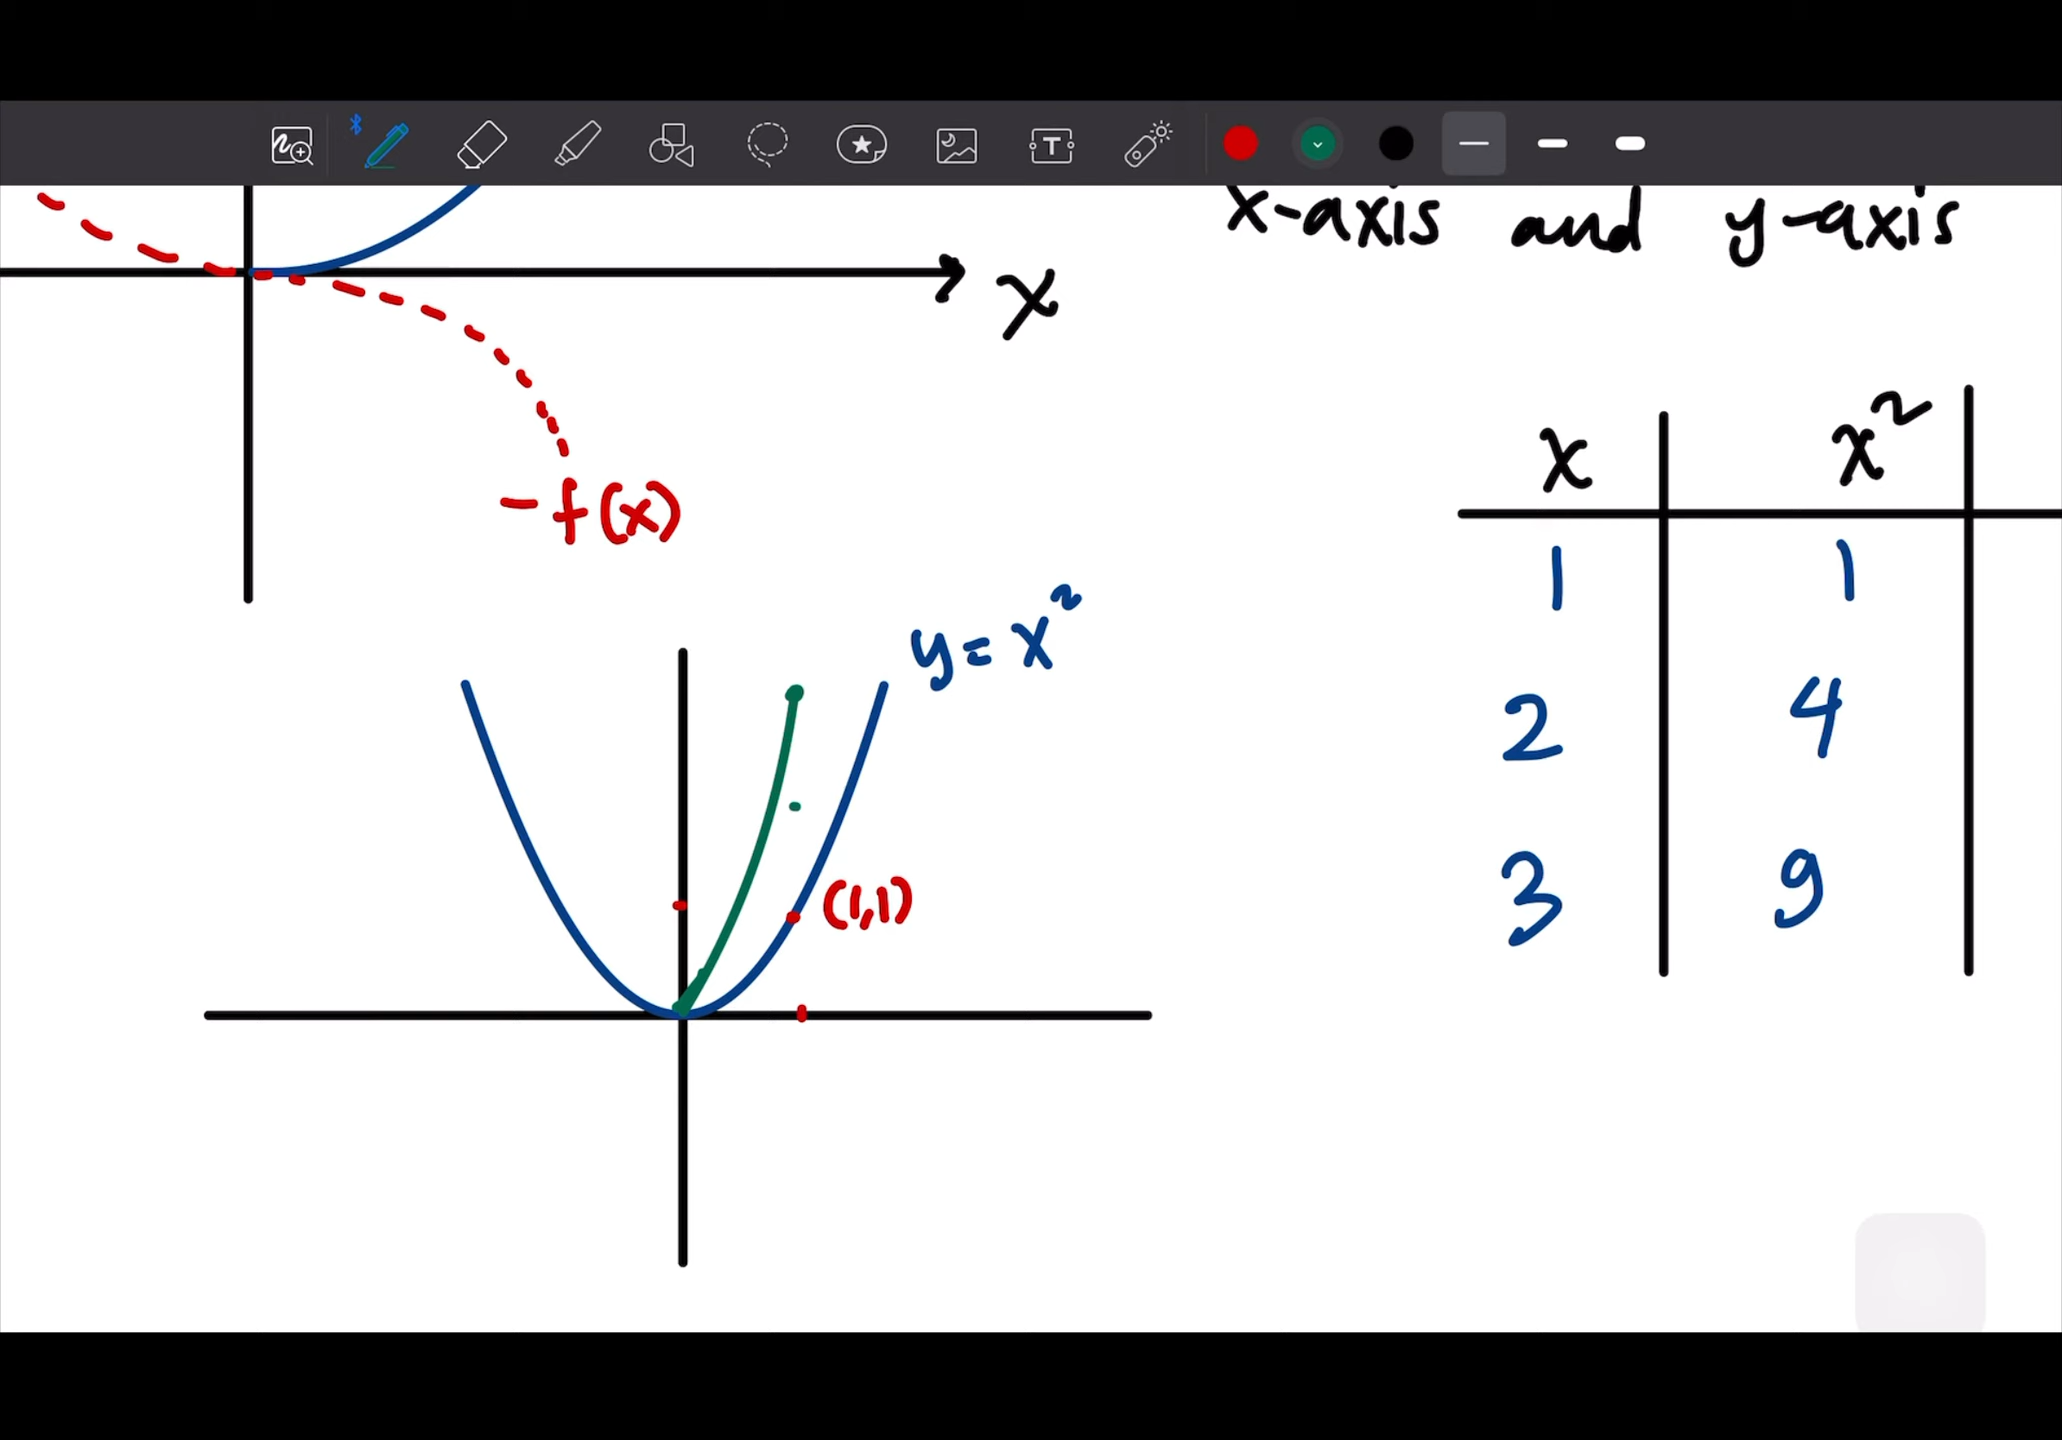 x-axis and y-axis
x
-f(x)
y = x²
(1,1)
x x²
1 1
2 4
3 9